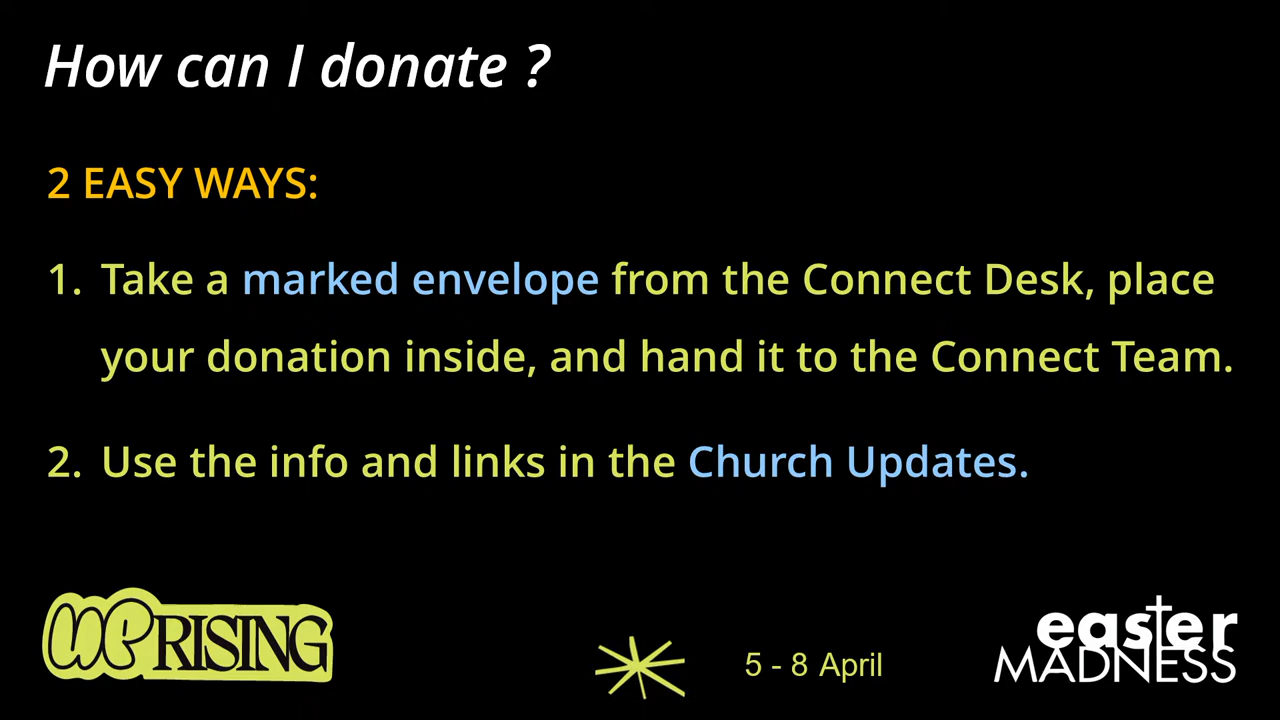 How can I donate ?
2 EASY WAYS:
1. Take a marked envelope from the Connect Desk, place
your donation inside, and hand it to the Connect Team.
2. Use the info and links in the Church Updates.
UPRISING
5 - 8 April
easter
MADNESS